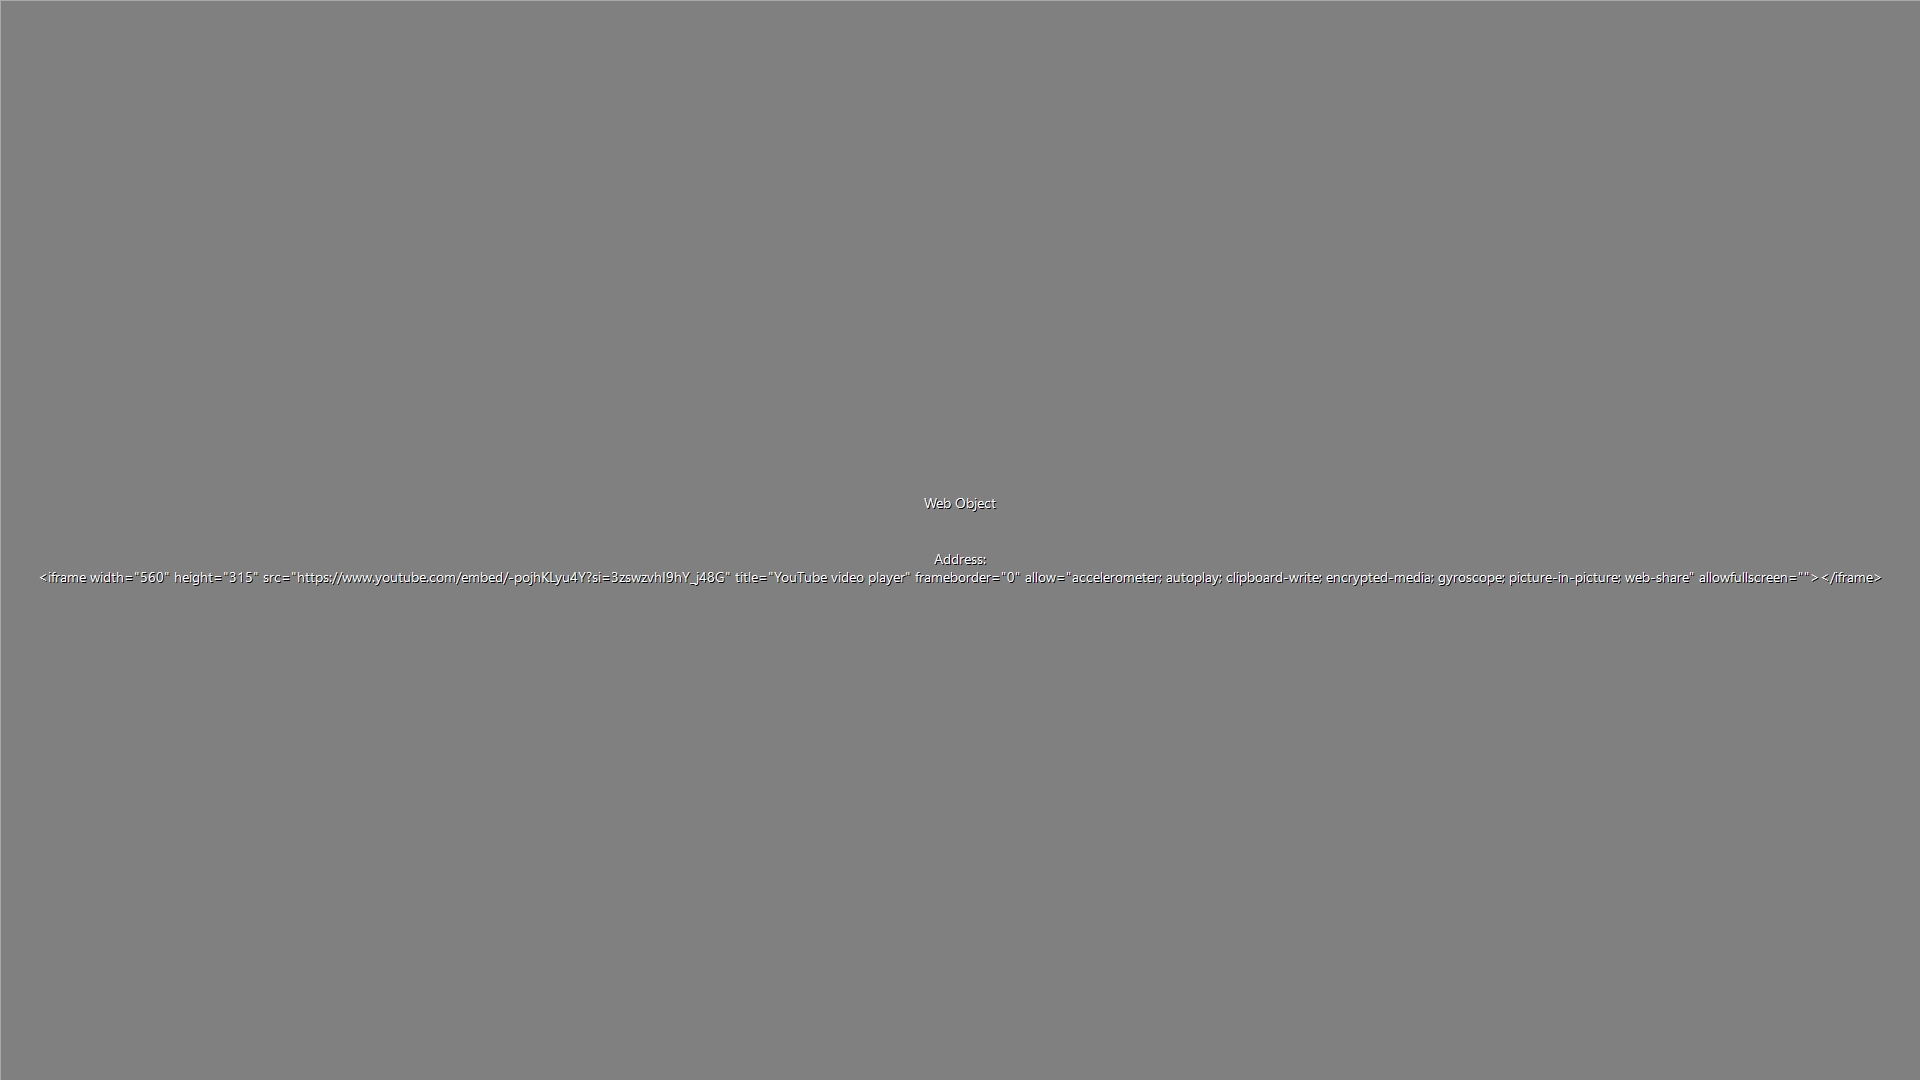 Web Object
Address:
<iframe width="560" height="315" src="https://www.youtube.com/embed/-pojhKLyu4Y?si=3zswzvhI9hY_j48G" title="YouTube video player" frameborder="0" allow="accelerometer; autoplay; clipboard-write; encrypted-media; gyroscope; picture-in-picture; web-share" allowfullscreen=""></iframe>